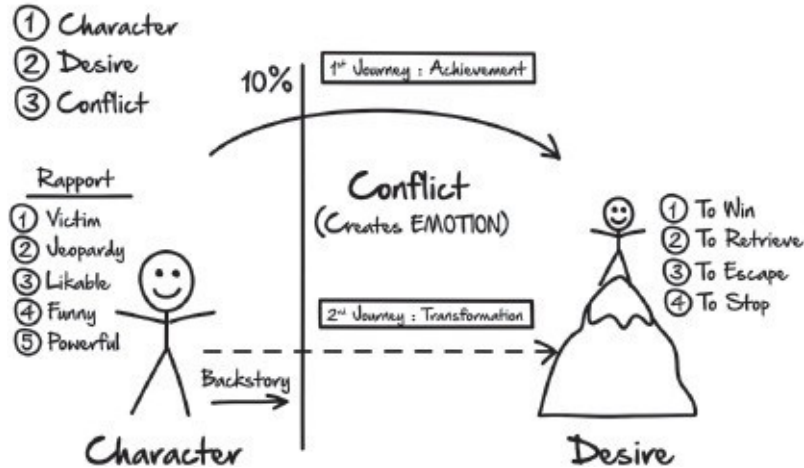 ① Character
② Desire
③ Conflict
10%
1st Journey : Achievement
Rapport
① Victim
② Jeopardy
③ Likable
④ Funny
⑤ Powerful
Conflict
(Creates EMOTION)
① To Win
② To Retrieve
③ To Escape
④ To Stop
2nd Journey : Transformation
Backstory
Character
Desire